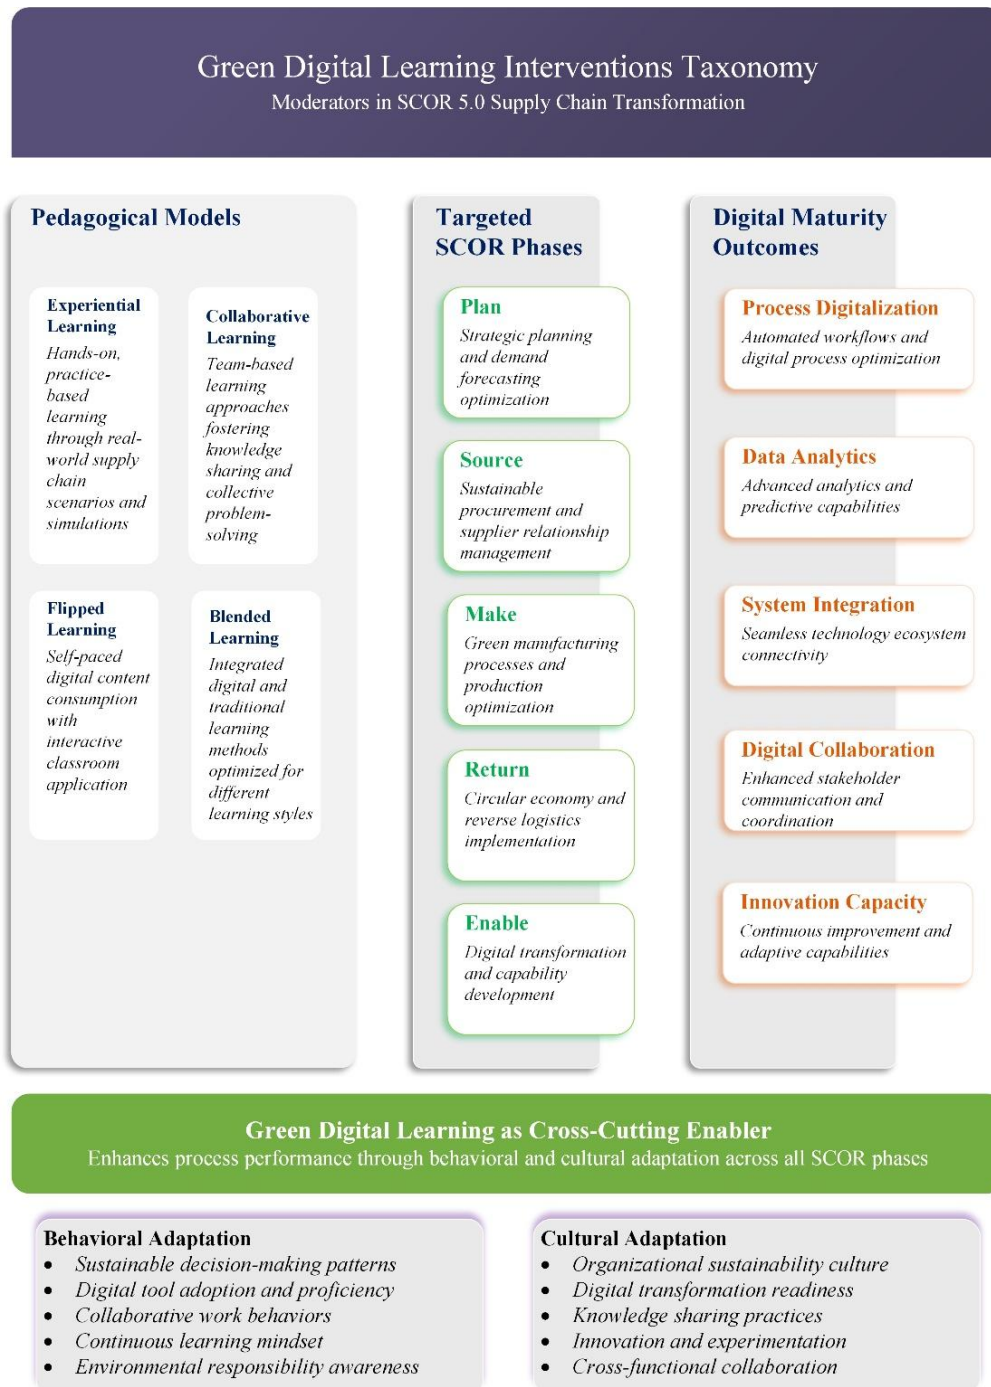 Green Digital Learning Interventions Taxonomy
Moderators in SCOR 5.0 Supply Chain Transformation
Pedagogical Models
Experiential
Learning
Hands-on,
practice-
based
learning
through real-
world supply
chain
scenarios and
simulations
Collaborative
Learning
Team-based
learning
approaches
fostering
knowledge
sharing and
collective
problem-
solving
Flipped
Learning
Self-paced
digital content
consumption
with
interactive
classroom
application
Blended
Learning
Integrated
digital and
traditional
learning
methods
optimized for
different
learning styles
Targeted
SCOR Phases
Plan
Strategic planning
and demand
forecasting
optimization
Source
Sustainable
procurement and
supplier relationship
management
Make
Green manufacturing
processes and
production
optimization
Return
Circular economy and
reverse logistics
implementation
Enable
Digital transformation
and capability
development
Digital Maturity
Outcomes
Process Digitalization
Automated workflows and
digital process optimization
Data Analytics
Advanced analytics and
predictive capabilities
System Integration
Seamless technology ecosystem
connectivity
Digital Collaboration
Enhanced stakeholder
communication and
coordination
Innovation Capacity
Continuous improvement and
adaptive capabilities
Green Digital Learning as Cross-Cutting Enabler
Enhances process performance through behavioral and cultural adaptation across all SCOR phases
Behavioral Adaptation
• Sustainable decision-making patterns
• Digital tool adoption and proficiency
• Collaborative work behaviors
• Continuous learning mindset
• Environmental responsibility awareness
Cultural Adaptation
• Organizational sustainability culture
• Digital transformation readiness
• Knowledge sharing practices
• Innovation and experimentation
• Cross-functional collaboration